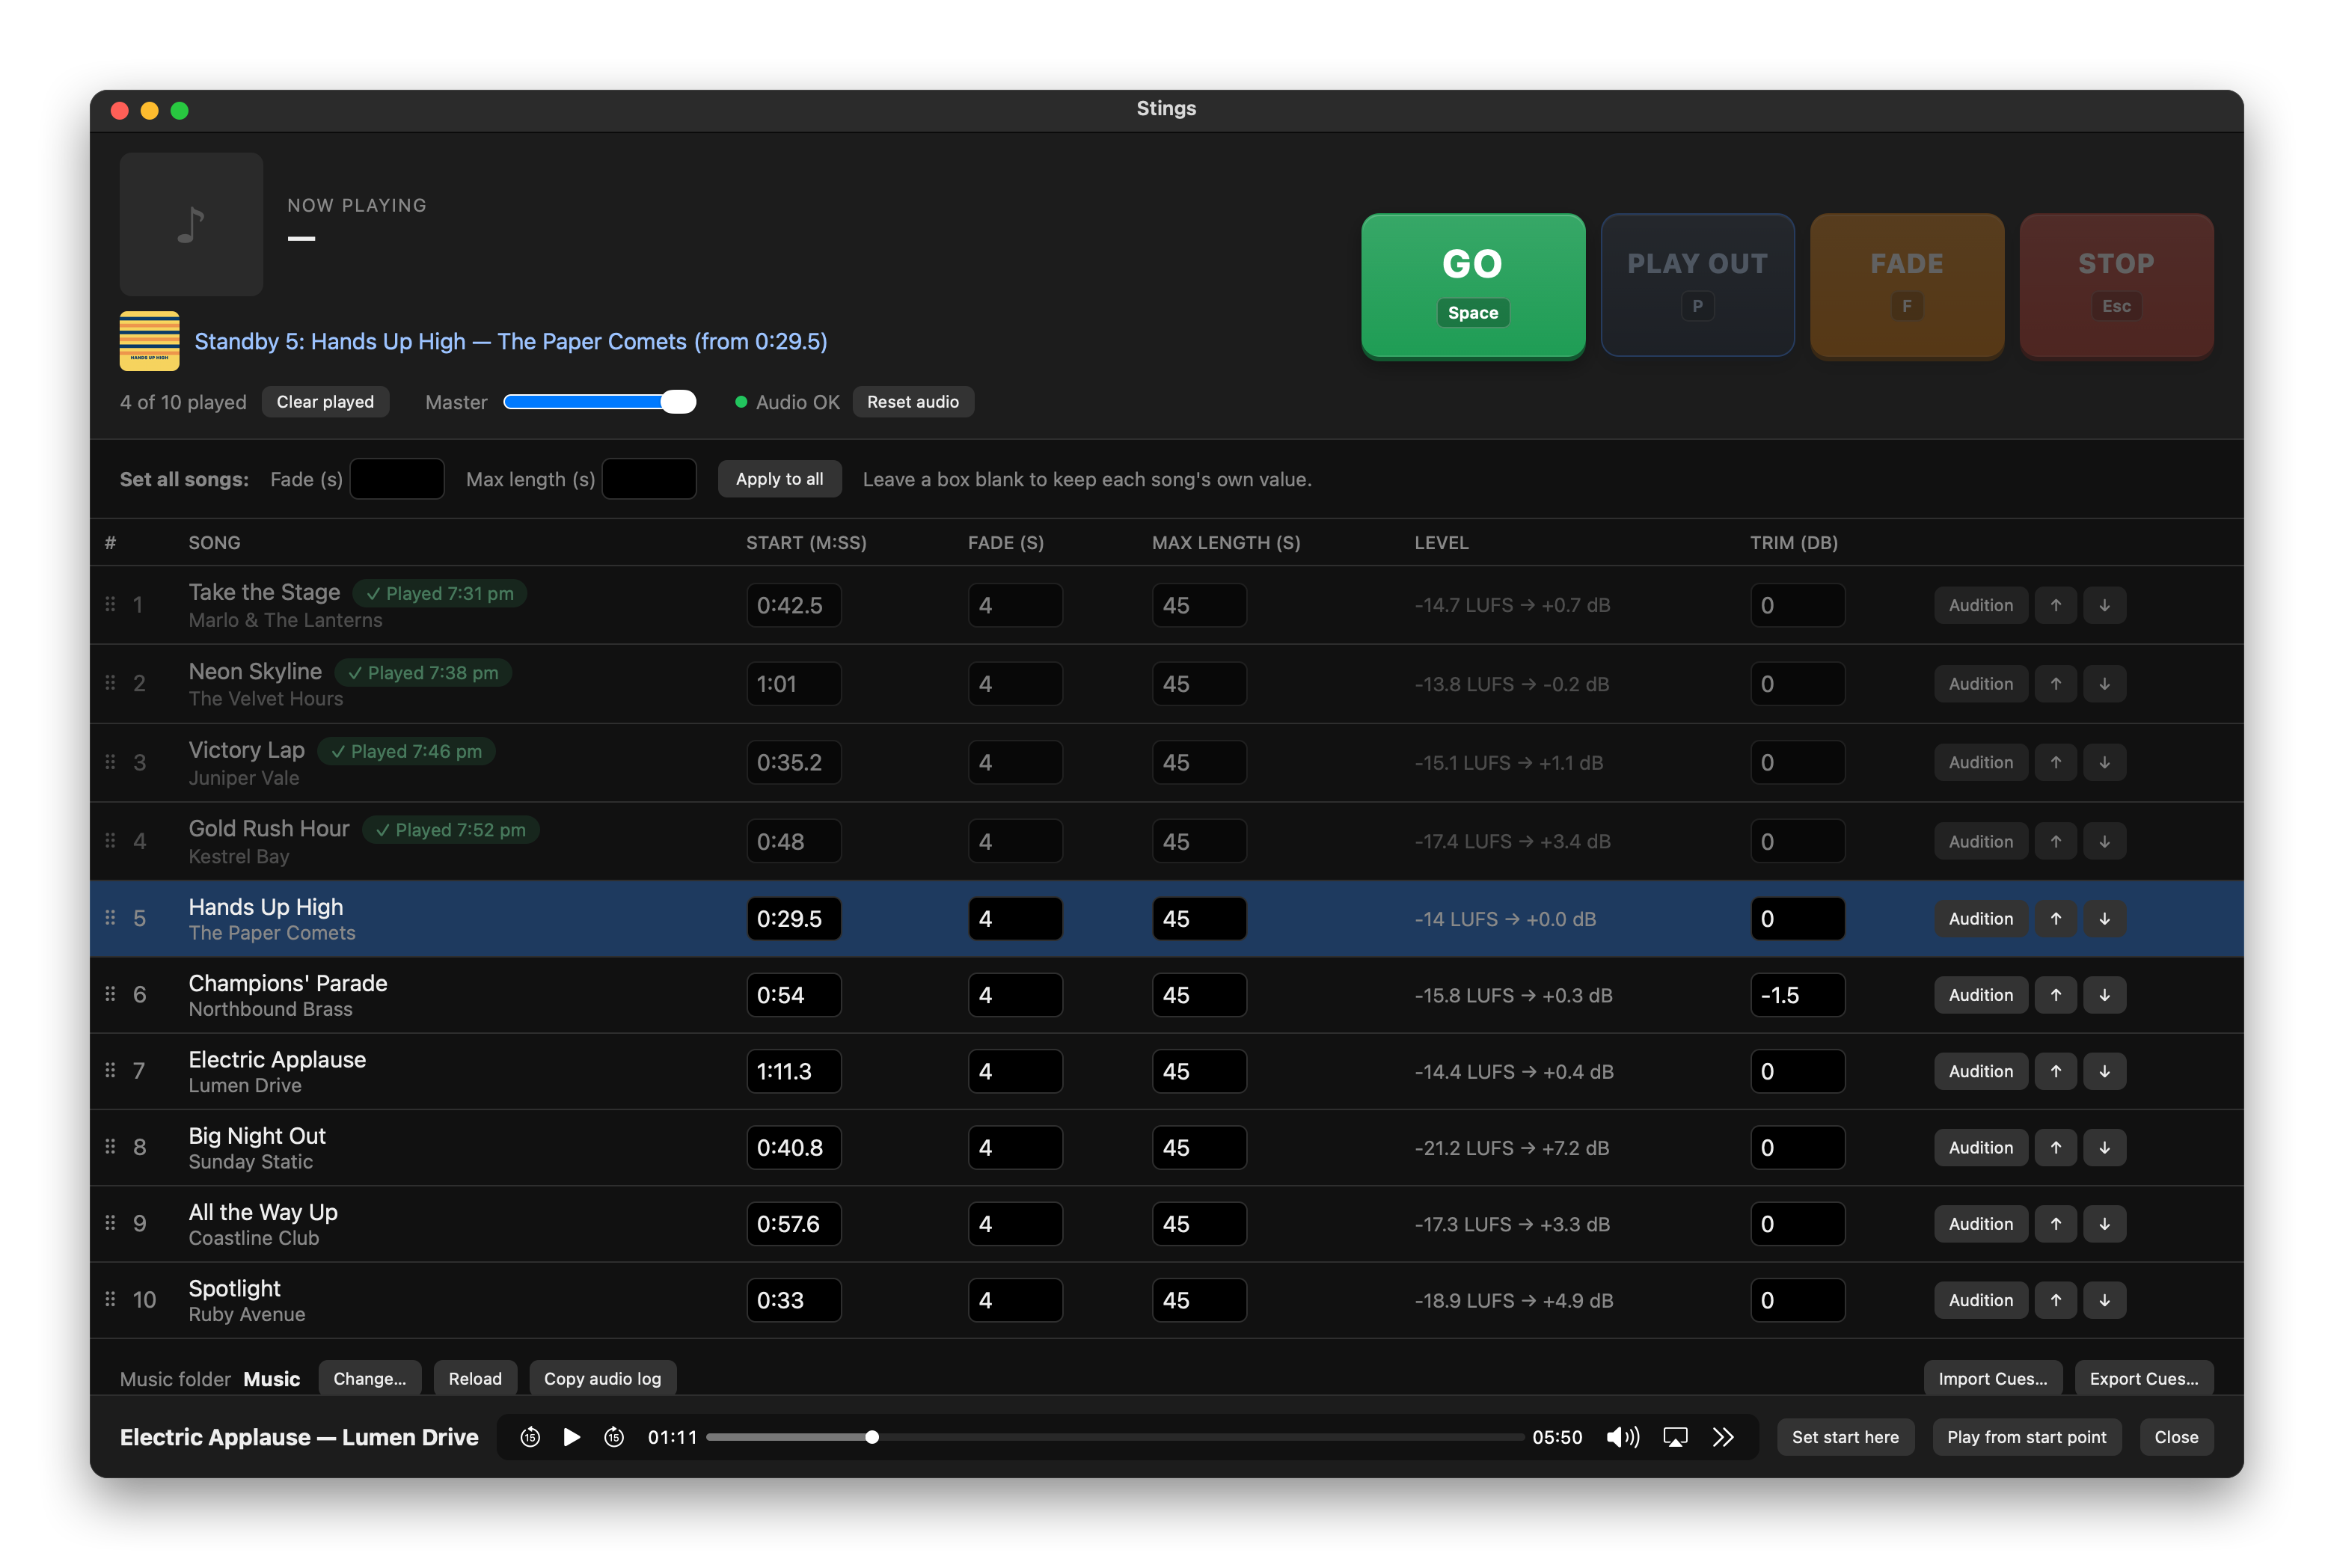 Stings
NOW PLAYING
—
GO
Space
PLAY OUT
P
FADE
F
STOP
Esc
HANDS UP HIGH
Standby 5: Hands Up High — The Paper Comets (from 0:29.5)
4 of 10 played Clear played Master Audio OK Reset audio
Set all songs: Fade (s) Max length (s) Apply to all Leave a box blank to keep each song's own value.
# SONG START (M:SS) FADE (S) MAX LENGTH (S) LEVEL TRIM (DB)
1 Take the Stage ✓ Played 7:31 pm 0:42.5 4 45 -14.7 LUFS → +0.7 dB 0 Audition ↑ ↓
Marlo & The Lanterns
2 Neon Skyline ✓ Played 7:38 pm 1:01 4 45 -13.8 LUFS → -0.2 dB 0 Audition ↑ ↓
The Velvet Hours
3 Victory Lap ✓ Played 7:46 pm 0:35.2 4 45 -15.1 LUFS → +1.1 dB 0 Audition ↑ ↓
Juniper Vale
4 Gold Rush Hour ✓ Played 7:52 pm 0:48 4 45 -17.4 LUFS → +3.4 dB 0 Audition ↑ ↓
Kestrel Bay
5 Hands Up High 0:29.5 4 45 -14 LUFS → +0.0 dB 0 Audition ↑ ↓
The Paper Comets
6 Champions' Parade 0:54 4 45 -15.8 LUFS → +0.3 dB -1.5 Audition ↑ ↓
Northbound Brass
7 Electric Applause 1:11.3 4 45 -14.4 LUFS → +0.4 dB 0 Audition ↑ ↓
Lumen Drive
8 Big Night Out 0:40.8 4 45 -21.2 LUFS → +7.2 dB 0 Audition ↑ ↓
Sunday Static
9 All the Way Up 0:57.6 4 45 -17.3 LUFS → +3.3 dB 0 Audition ↑ ↓
Coastline Club
10 Spotlight 0:33 4 45 -18.9 LUFS → +4.9 dB 0 Audition ↑ ↓
Ruby Avenue
Music folder Music Change... Reload Copy audio log Import Cues... Export Cues...
Electric Applause — Lumen Drive 15 15 01:11 05:50 Set start here Play from start point Close